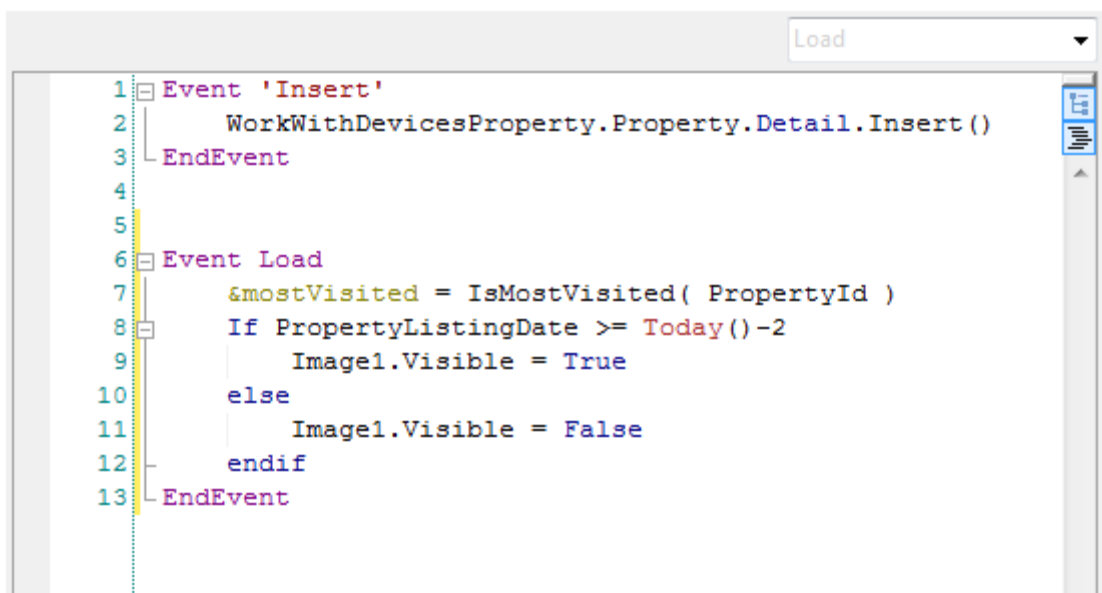 Load
1 Event 'Insert'
2 WorkWithDevicesProperty.Property.Detail.Insert()
3 EndEvent
4
5
6 Event Load
7 &mostVisited = IsMostVisited( PropertyId )
8 If PropertyListingDate >= Today()-2
9 Image1.Visible = True
10 else
11 Image1.Visible = False
12 endif
13 EndEvent